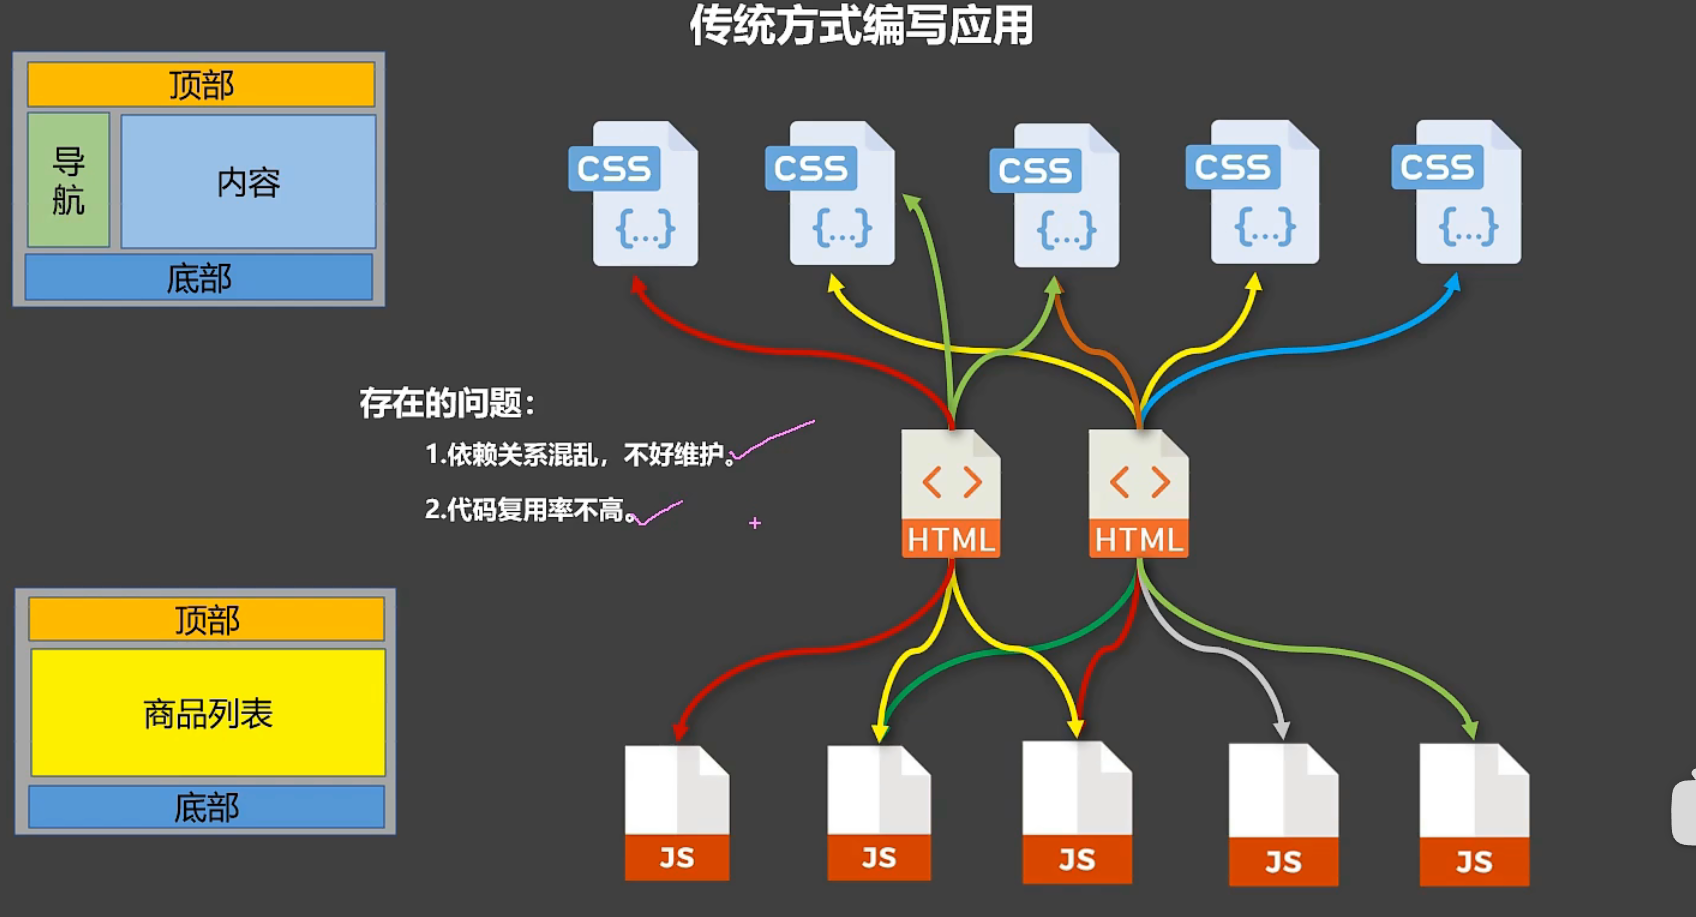 传统方式编写应用
顶部
导航
内容
底部
CSS
{...}
CSS
{...}
CSS
{...}
CSS
{...}
CSS
{...}
存在的问题：
1.依赖关系混乱，不好维护。
2.代码复用率不高。
< >
HTML
< >
HTML
顶部
商品列表
底部
JS
JS
JS
JS
JS